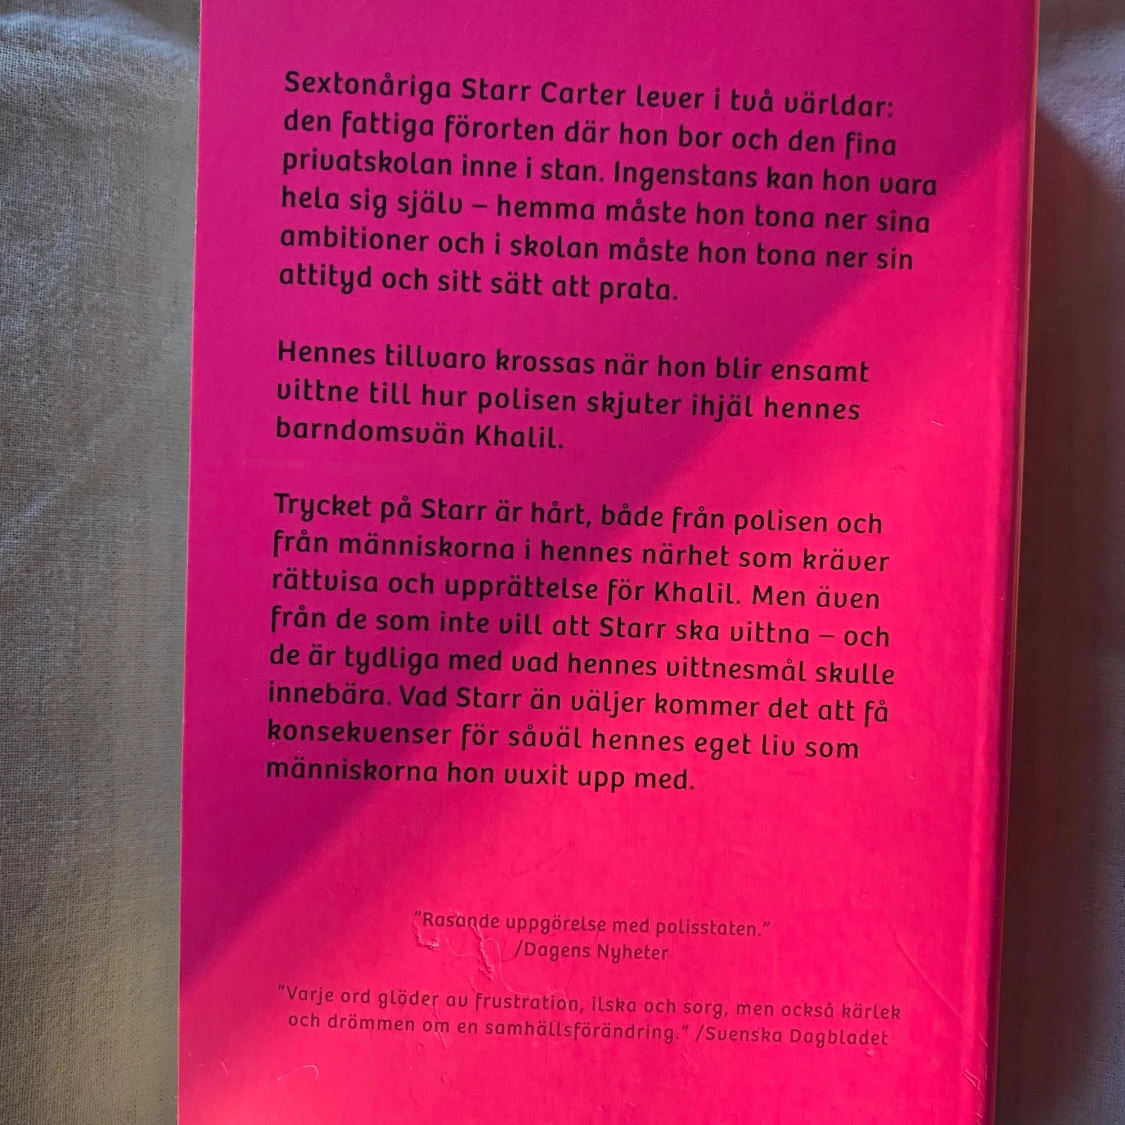 Sextonåriga Starr Carter lever i två världar:
den fattiga förorten där hon bor och den fina
privatskolan inne i stan. Ingenstans kan hon vara
hela sig själv – hemma måste hon tona ner sina
ambitioner och i skolan måste hon tona ner sin
attityd och sitt sätt att prata.
Hennes tillvaro krossas när hon blir ensamt
vittne till hur polisen skjuter ihjäl hennes
barndomsvän Khalil.
Trycket på Starr är hårt, både från polisen och
från människorna i hennes närhet som kräver
rättvisa och upprättelse för Khalil. Men även
från de som inte vill att Starr ska vittna – och
de är tydliga med vad hennes vittnesmål skulle
innebära. Vad Starr än väljer kommer det att få
konsekvenser för såväl hennes eget liv som
människorna hon vuxit upp med.
”Rasande uppgörelse med polisstaten.”
/Dagens Nyheter
”Varje ord glöder av frustration, ilska och sorg, men också kärlek
och drömmen om en samhällsförändring.” /Svenska Dagbladet